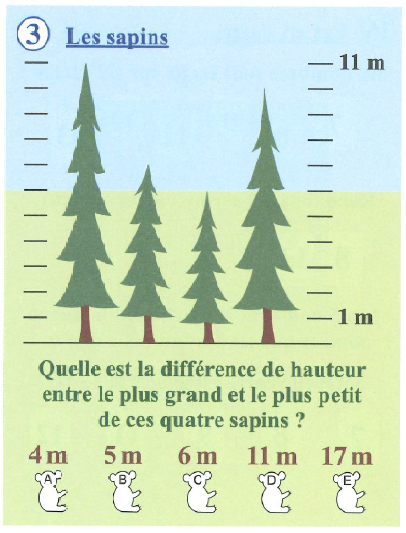 3 Les sapins
11 m
1 m
Quelle est la différence de hauteur
entre le plus grand et le plus petit
de ces quatre sapins ?
4 m 5 m 6 m 11 m 17 m
A B C D E